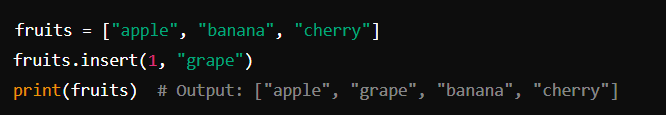 fruits = ["apple", "banana", "cherry"]
fruits.insert(1, "grape")
print(fruits)  # Output: ["apple", "grape", "banana", "cherry"]